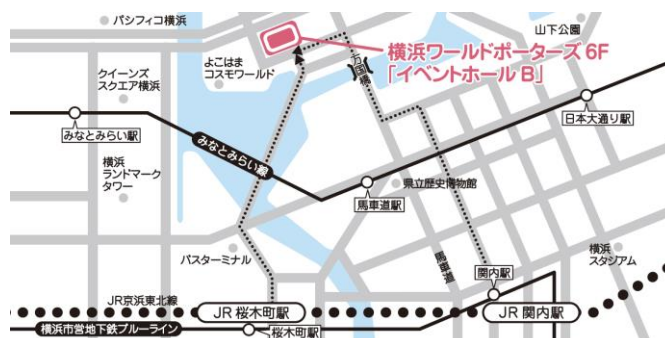 パシフィコ横浜
山下公園
よこはま
コスモワールド
万国橋
横浜ワールドポーターズ 6F
「イベントホール B」
クイーンズ
スクエア横浜
日本大通り駅
みなとみらい駅
みなとみらい線
横浜
ランドマーク
タワー
県立歴史博物館
馬車道駅
バスターミナル
馬車道
関内駅
横浜
スタジアム
JR京浜東北線
JR 桜木町駅
JR 関内駅
横浜市営地下鉄ブルーライン
桜木町駅